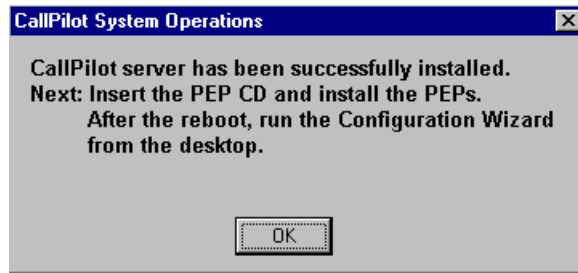 CallPilot System Operations
CallPilot server has been successfully installed.
Next: Insert the PEP CD and install the PEPs.
After the reboot, run the Configuration Wizard
from the desktop.
OK